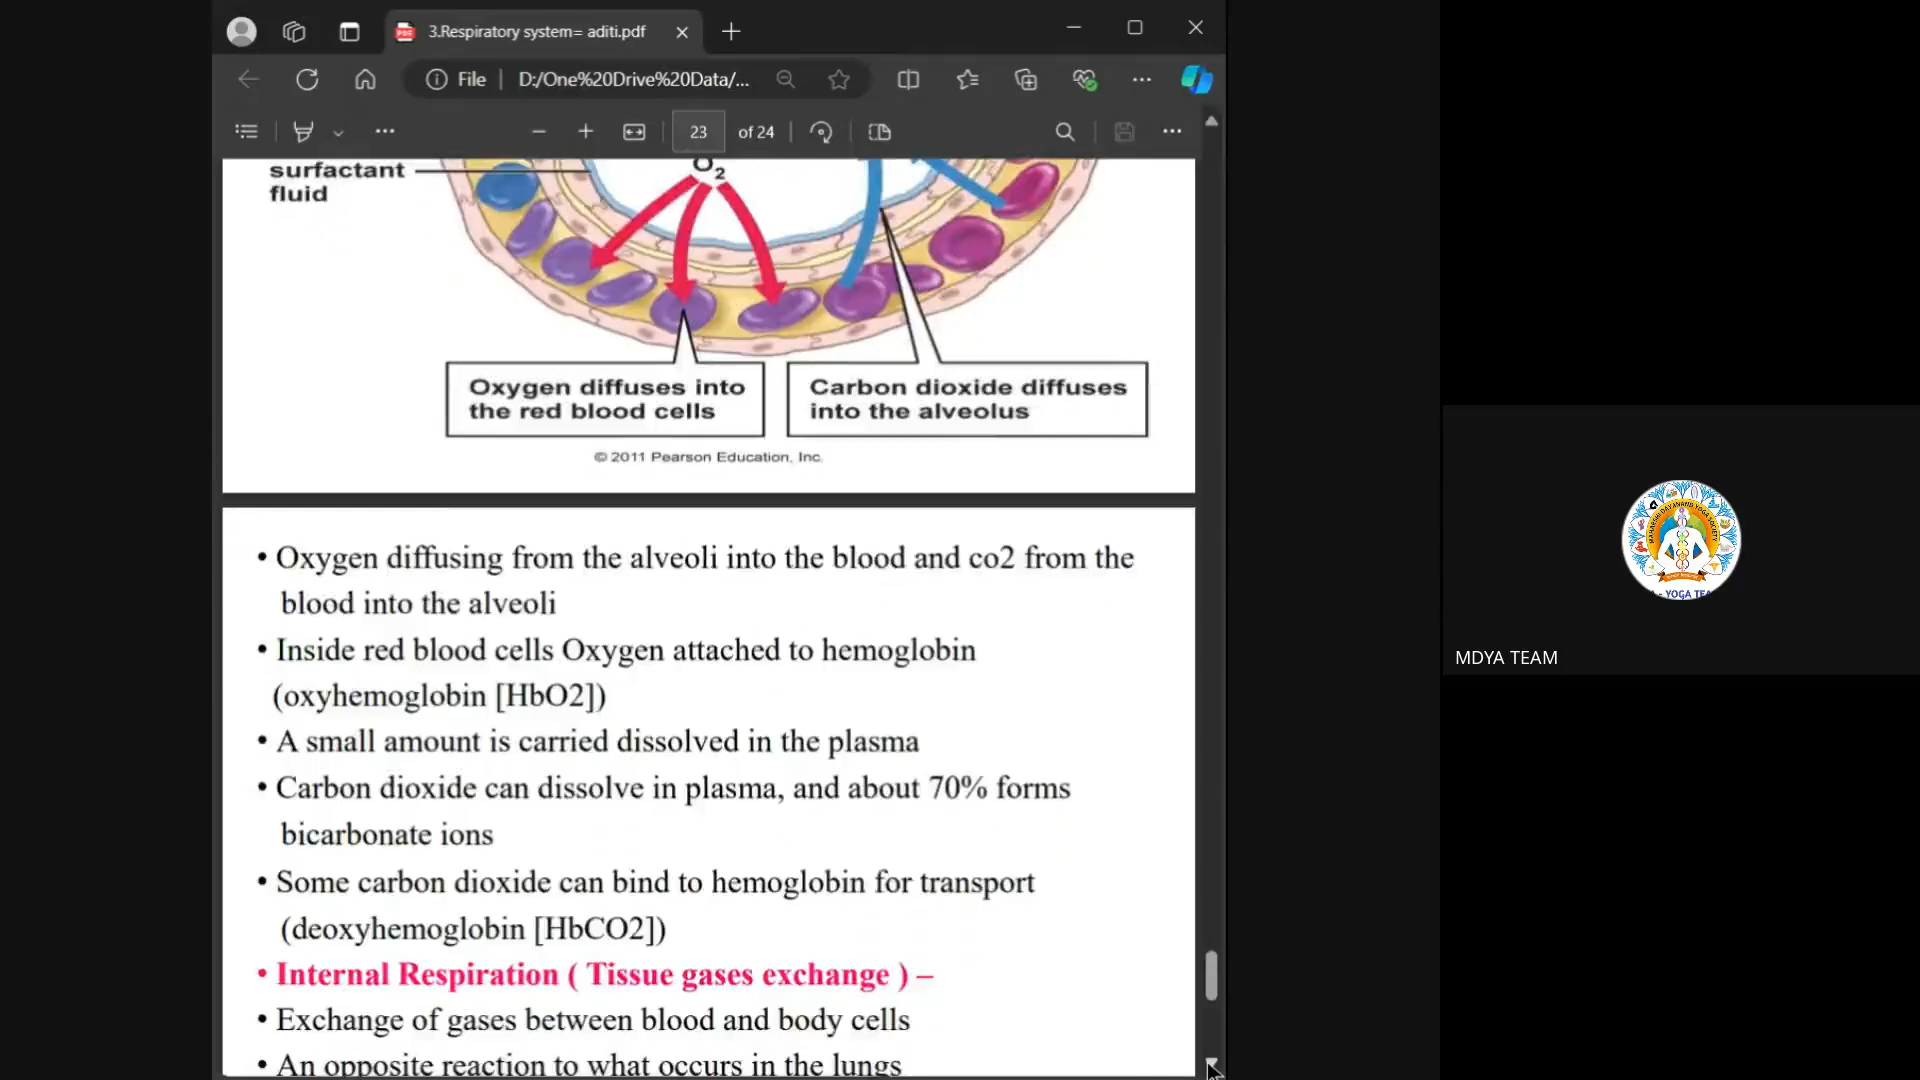 3.Respiratory system= aditi.pdf
File
D:/One%20Drive%20Data/...
23 of 24
surfactant
fluid
O2
Oxygen diffuses into
the red blood cells
Carbon dioxide diffuses
into the alveolus
© 2011 Pearson Education, Inc.
• Oxygen diffusing from the alveoli into the blood and co2 from the
blood into the alveoli
• Inside red blood cells Oxygen attached to hemoglobin
(oxyhemoglobin [HbO2])
• A small amount is carried dissolved in the plasma
• Carbon dioxide can dissolve in plasma, and about 70% forms
bicarbonate ions
• Some carbon dioxide can bind to hemoglobin for transport
(deoxyhemoglobin [HbCO2])
• Internal Respiration ( Tissue gases exchange ) –
• Exchange of gases between blood and body cells
• An opposite reaction to what occurs in the lungs
MDYA TEAM